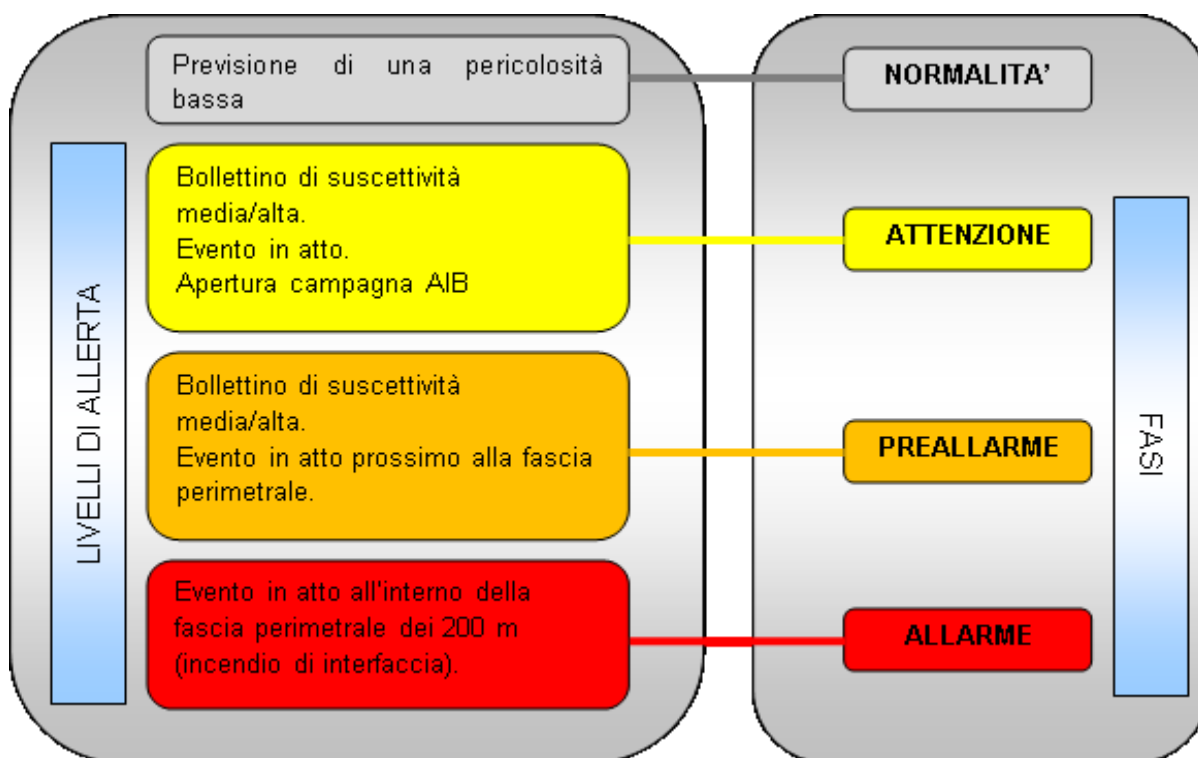 Previsione di una pericolosità
bassa
NORMALITA’
LIVELLI DI ALLERTA
Bollettino di suscettività
media/alta.
Evento in atto.
Apertura campagna AIB
ATTENZIONE
FASI
Bollettino di suscettività
media/alta.
Evento in atto prossimo alla fascia
perimetrale.
PREALLARME
Evento in atto all'interno della
fascia perimetrale dei 200 m
(incendio di interfaccia).
ALLARME